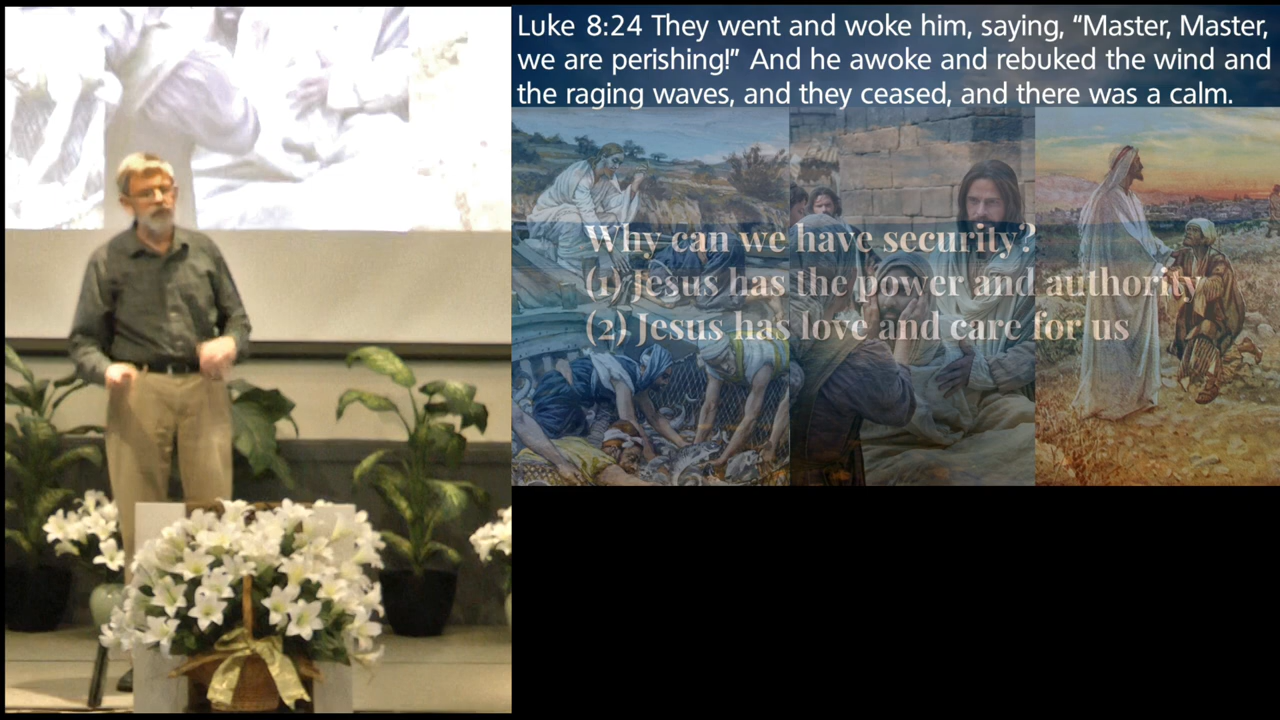 Luke 8:24 They went and woke him, saying, “Master, Master,
we are perishing!” And he awoke and rebuked the wind and
the raging waves, and they ceased, and there was a calm.
Why can we have security?
(1) Jesus has the power and authority
(2) Jesus has love and care for us